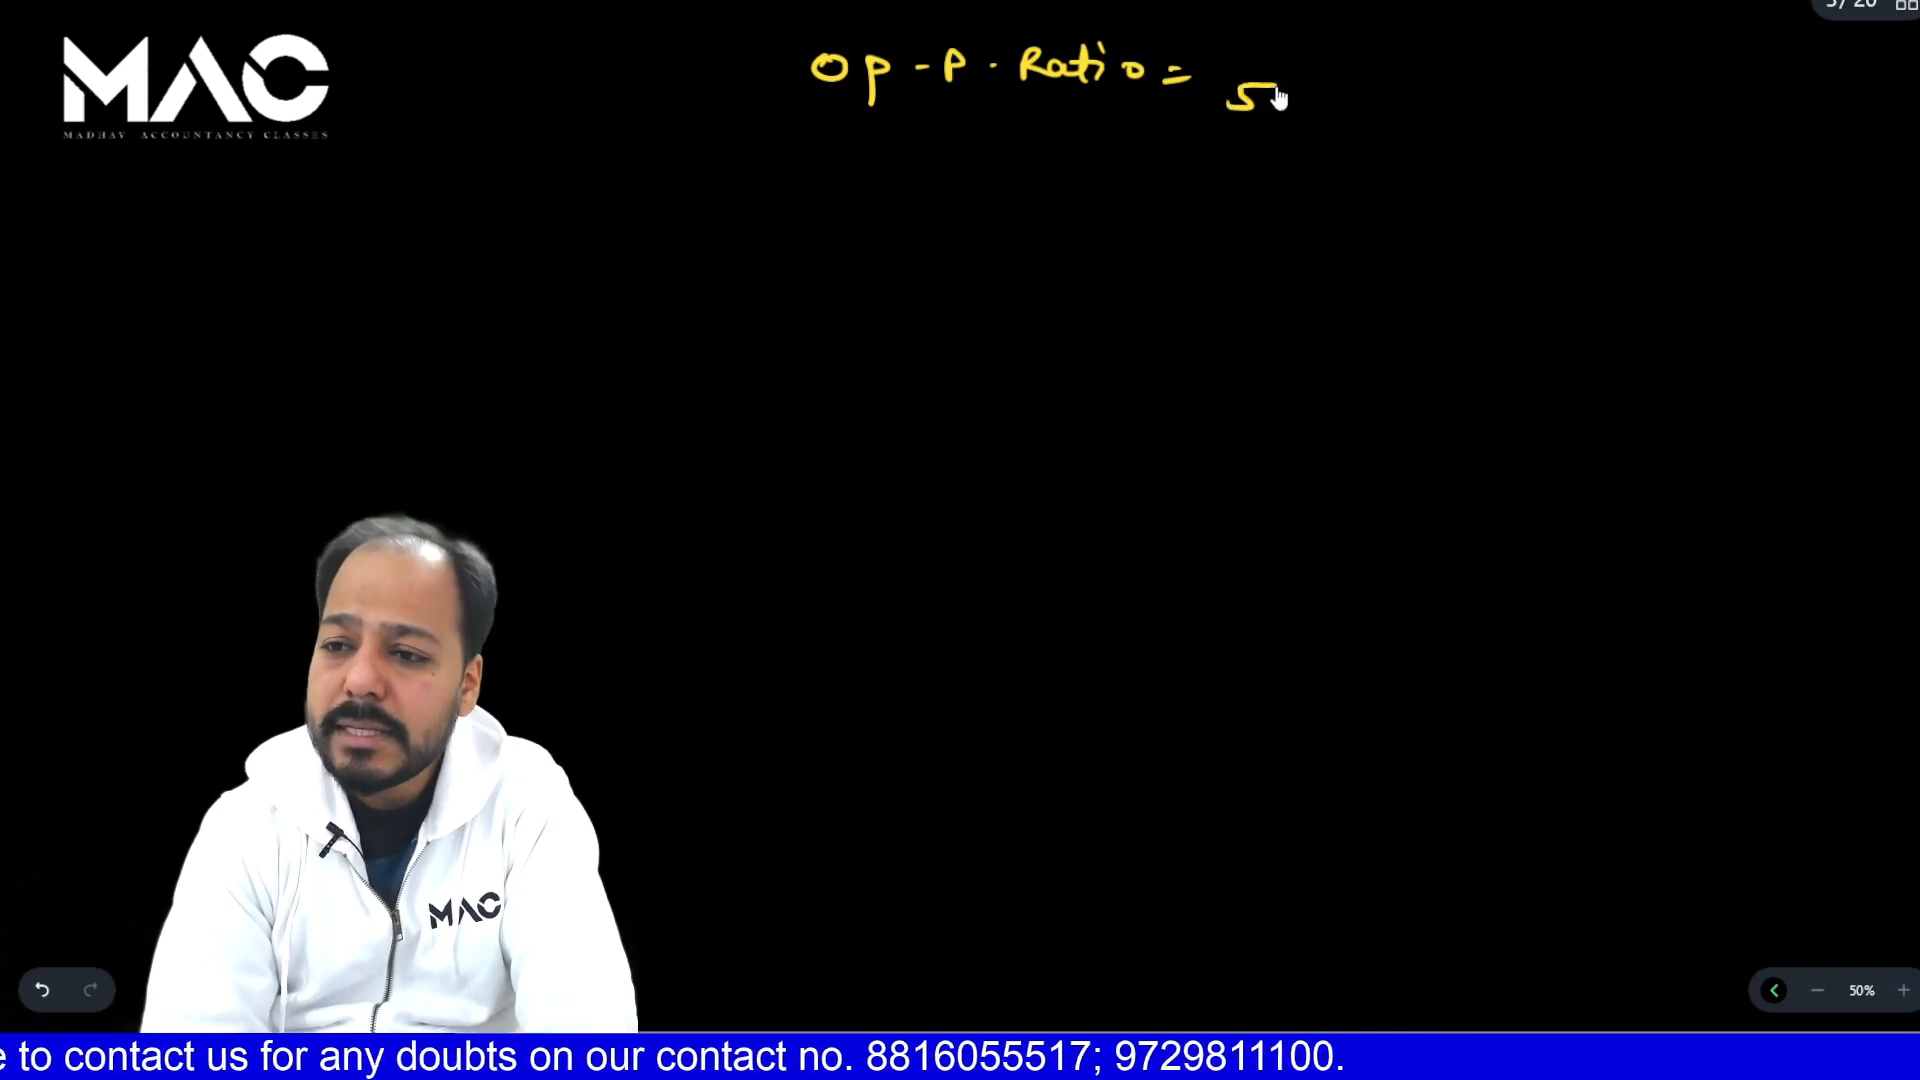 MAC
MADHAV ACCOUNTANCY CLASSES
Op - P. Ratio = 5
MAC
50%
e to contact us for any doubts on our contact no. 8816055517; 9729811100.